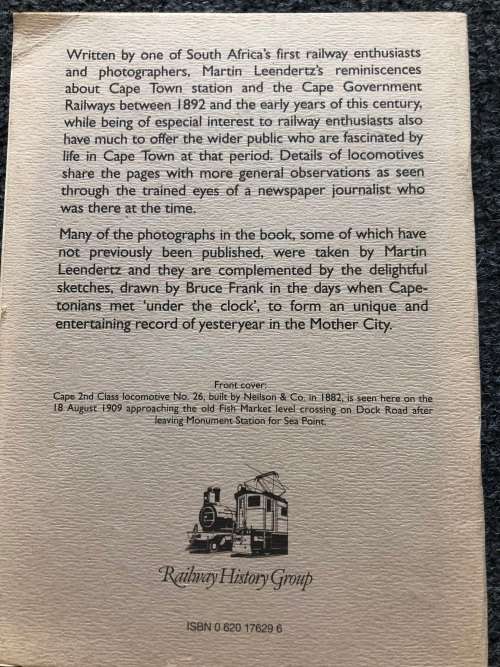 Written by one of South Africa's first railway enthusiasts
and photographers, Martin Leendertz's reminiscences
about Cape Town station and the Cape Government
Railways between 1892 and the early years of this century,
while being of especial interest to railway enthusiasts also
have much to offer the wider public who are fascinated by
life in Cape Town at that period. Details of locomotives
share the pages with more general observations as seen
through the trained eyes of a newspaper journalist who
was there at the time.
Many of the photographs in the book, some of which have
not previously been published, were taken by Martin
Leendertz and they are complemented by the delightful
sketches, drawn by Bruce Frank in the days when Cape-
tonians met 'under the clock', to form an unique and
entertaining record of yesteryear in the Mother City.
Front cover:
Cape 2nd Class locomotive No. 26, built by Neilson & Co. in 1882, is seen here on the
18 August 1909 approaching the old Fish Market level crossing on Dock Road after
leaving Monument Station for Sea Point.
Railway History Group
ISBN 0 620 17629 6